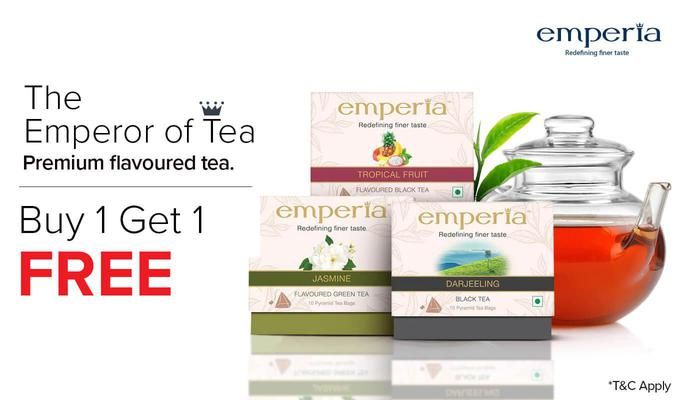 emperia
Redefining finer taste
The
Emperor of Tea
Premium flavoured tea.
Buy 1 Get 1
FREE
emperia
Redefining finer taste
TROPICAL FRUIT
FLAVOURED BLACK TEA
emperia
Redefining finer taste
JASMINE
FLAVOURED GREEN TEA
10 Pyramid Tea Bags
emperia
Redefining finer taste
DARJEELING
BLACK TEA
10 Pyramid Tea Bags
*T&C Apply